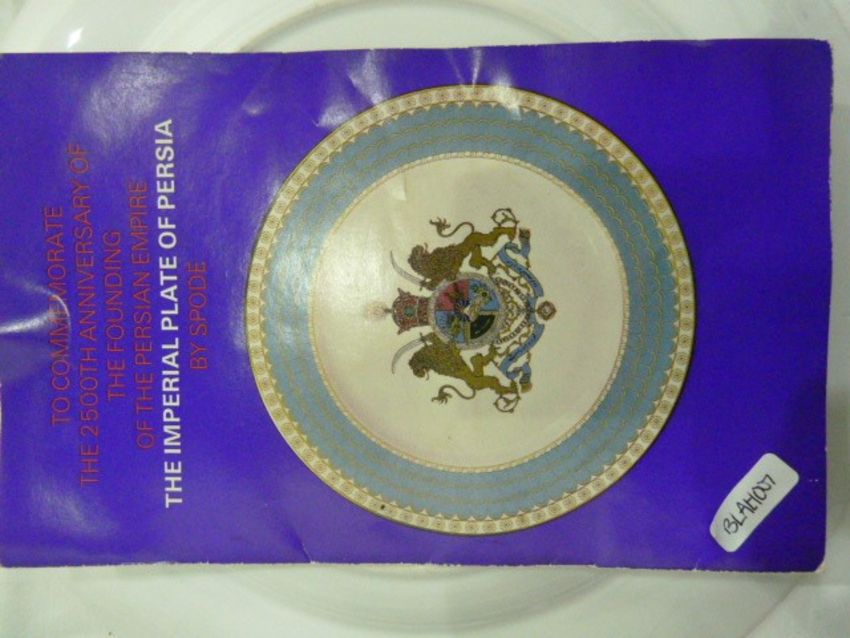 TO COMMEMORATE
THE 2500TH ANNIVERSARY OF
THE FOUNDING
OF THE PERSIAN EMPIRE
THE IMPERIAL PLATE OF PERSIA
BY SPODE